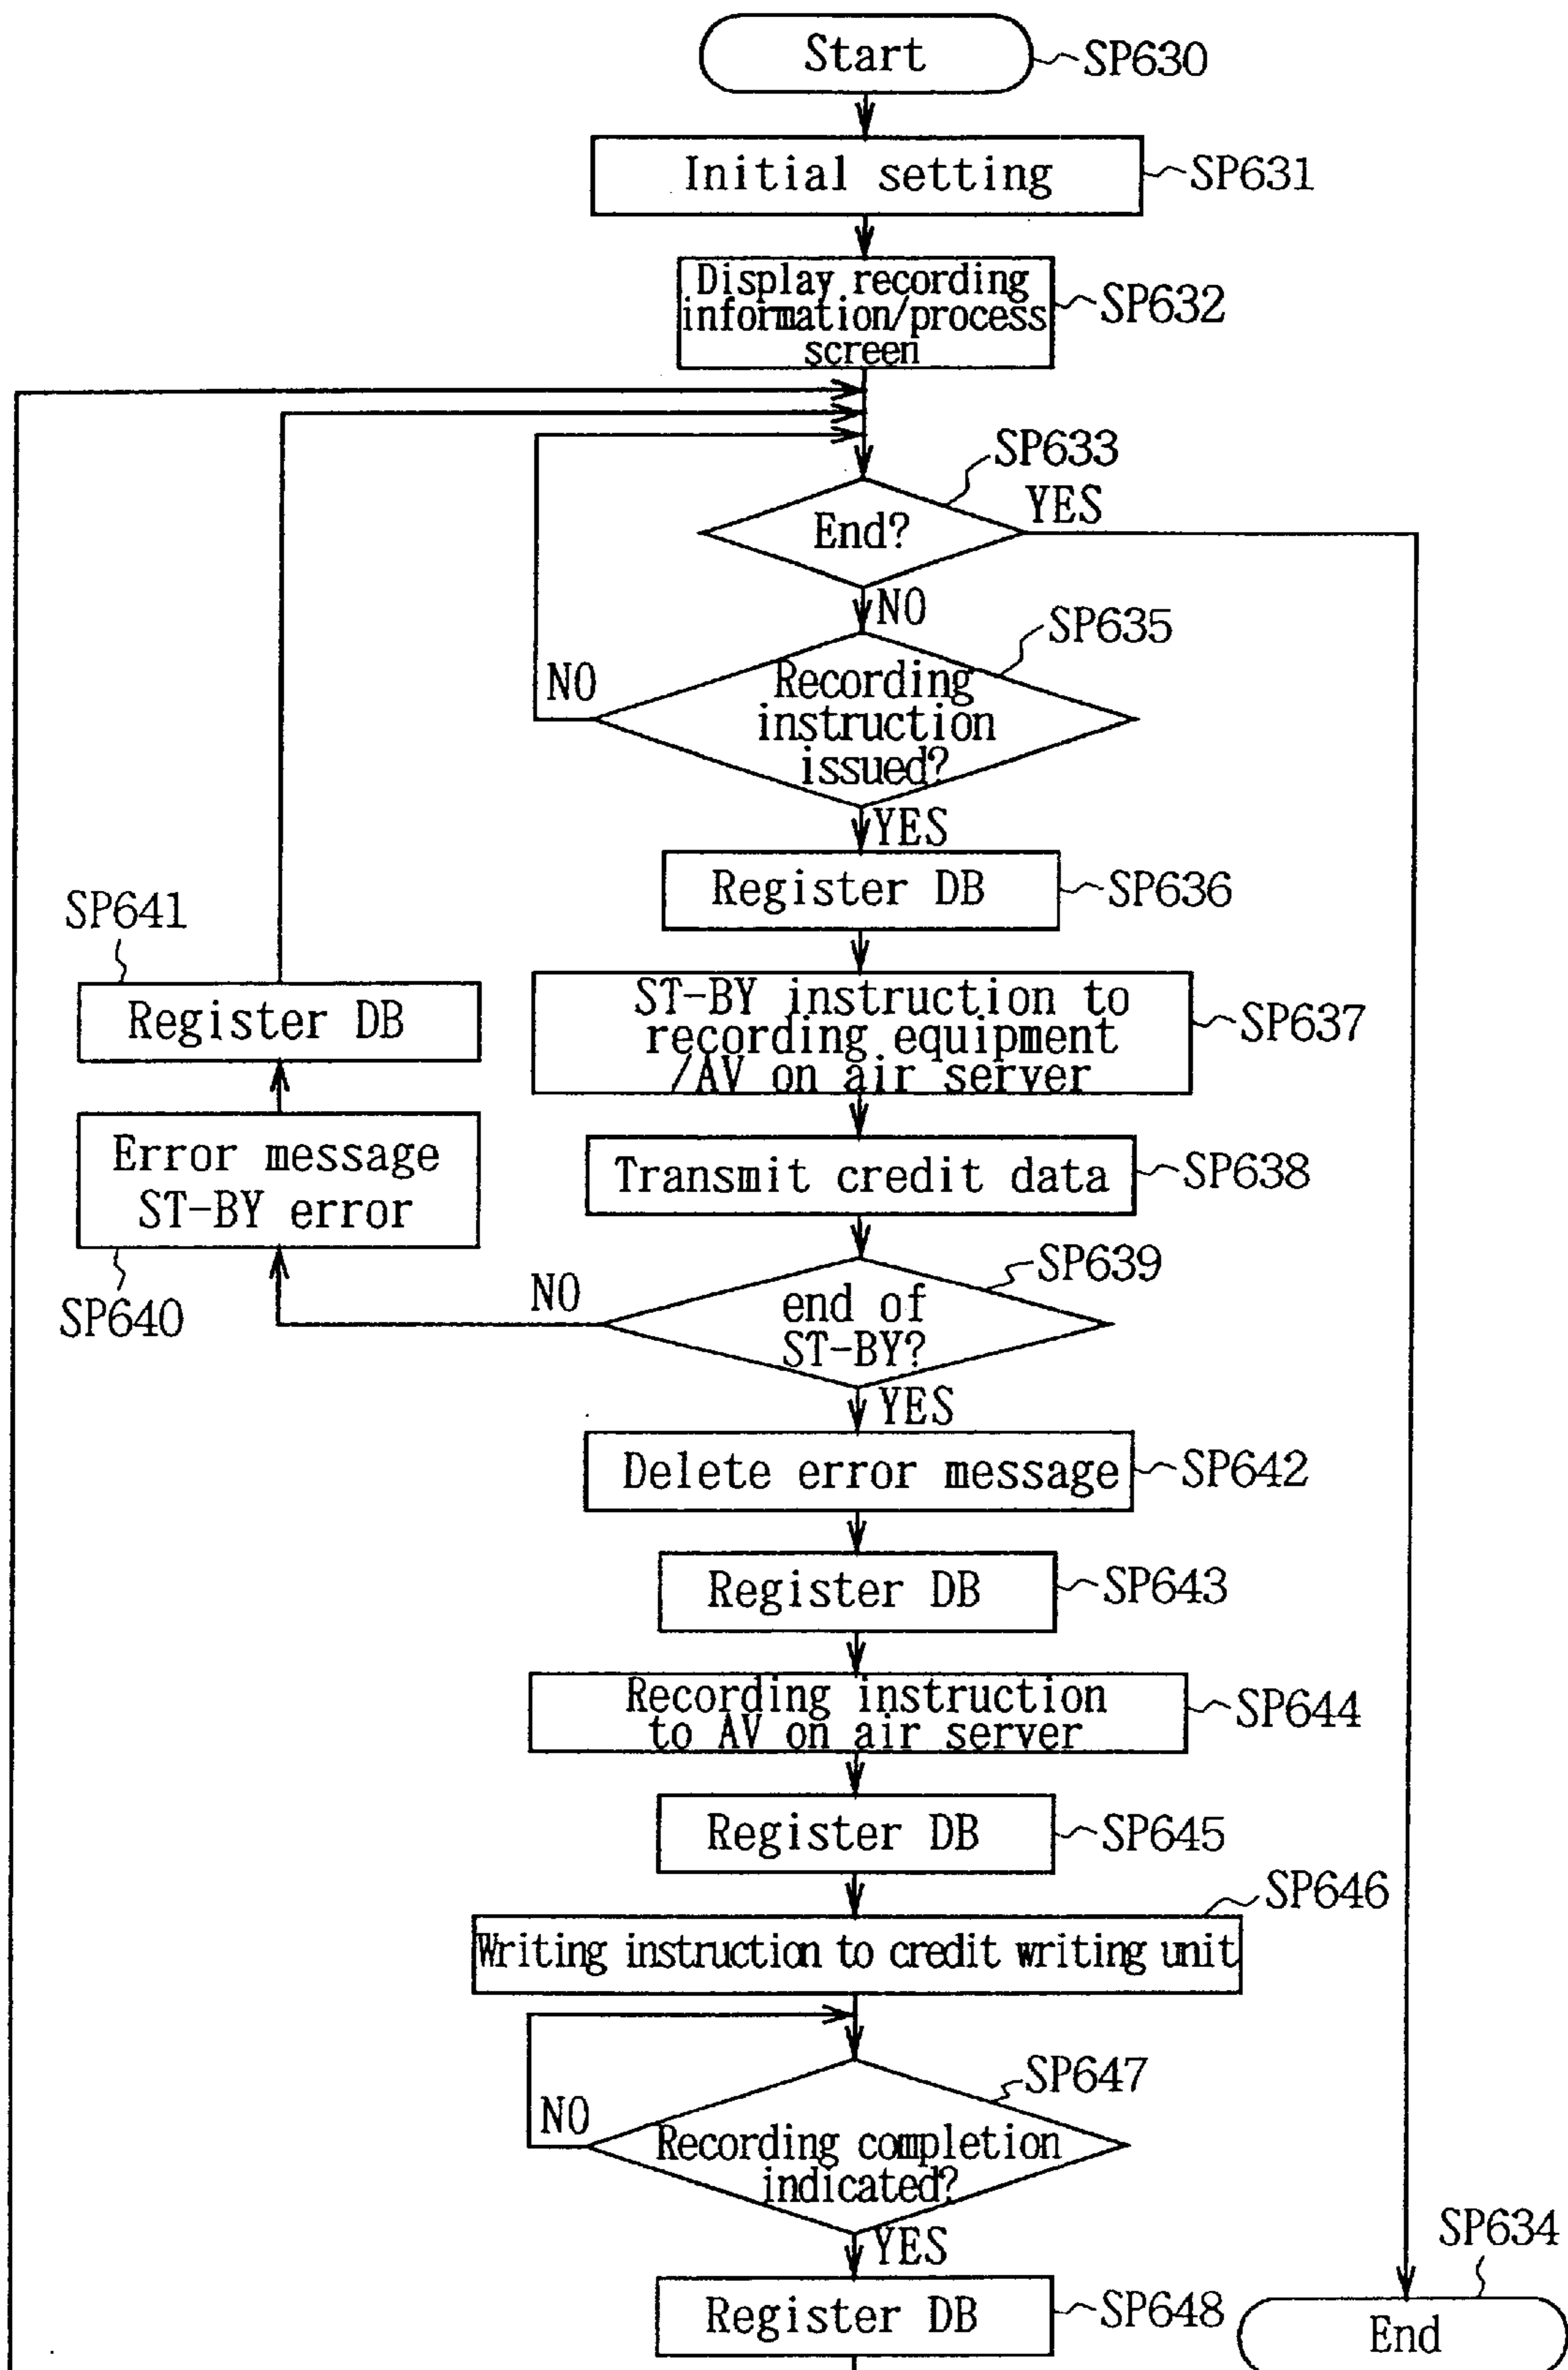 Start
SP630
Initial setting
SP631
Display recording
information/process
screen
SP632
SP633
End?
YES
NO
SP635
Recording
instruction
issued?
NO
YES
Register DB
SP636
SP641
Register DB
ST-BY instruction to
recording equipment
/AV on air server
SP637
Error message
ST-BY error
SP640
Transmit credit data
SP638
SP639
end of
ST-BY?
NO
YES
Delete error message
SP642
Register DB
SP643
Recording instruction
to AV on air server
SP644
Register DB
SP645
SP646
Writing instruction to credit writing unit
SP647
NO
Recording completion
indicated?
YES
SP634
Register DB
SP648
End